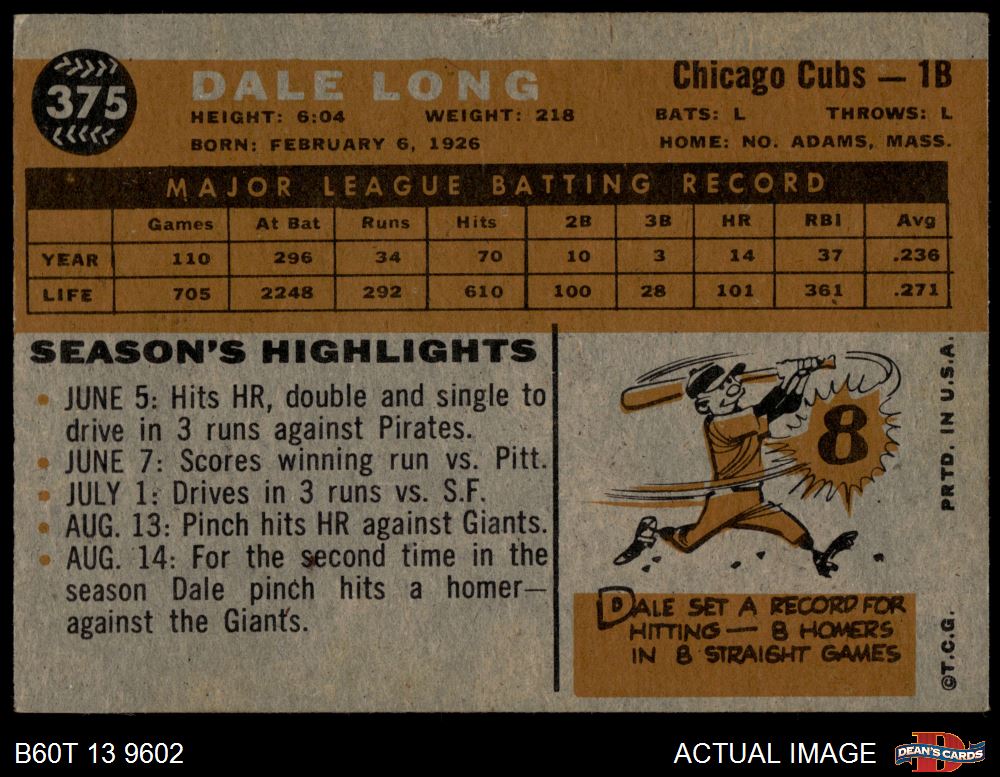 375
DALE LONG
Chicago Cubs — 1B
HEIGHT: 6:04 WEIGHT: 218 BATS: L THROWS: L
BORN: FEBRUARY 6, 1926 HOME: NO. ADAMS, MASS.
MAJOR LEAGUE BATTING RECORD
Games At Bat Runs Hits 2B 3B HR RBI Avg
YEAR 110 296 34 70 10 3 14 37 .236
LIFE 705 2248 292 610 100 28 101 361 .271
SEASON'S HIGHLIGHTS
• JUNE 5: Hits HR, double and single to
drive in 3 runs against Pirates.
• JUNE 7: Scores winning run vs. Pitt.
• JULY 1: Drives in 3 runs vs. S.F.
• AUG. 13: Pinch hits HR against Giants.
• AUG. 14: For the second time in the
season Dale pinch hits a homer—
against the Giants.
8
DALE SET A RECORD FOR
HITTING — 8 HOMERS
IN 8 STRAIGHT GAMES
©T.C.G. PRTD. IN U.S.A.
B60T 13 9602
ACTUAL IMAGE
D
DEAN'S CARDS